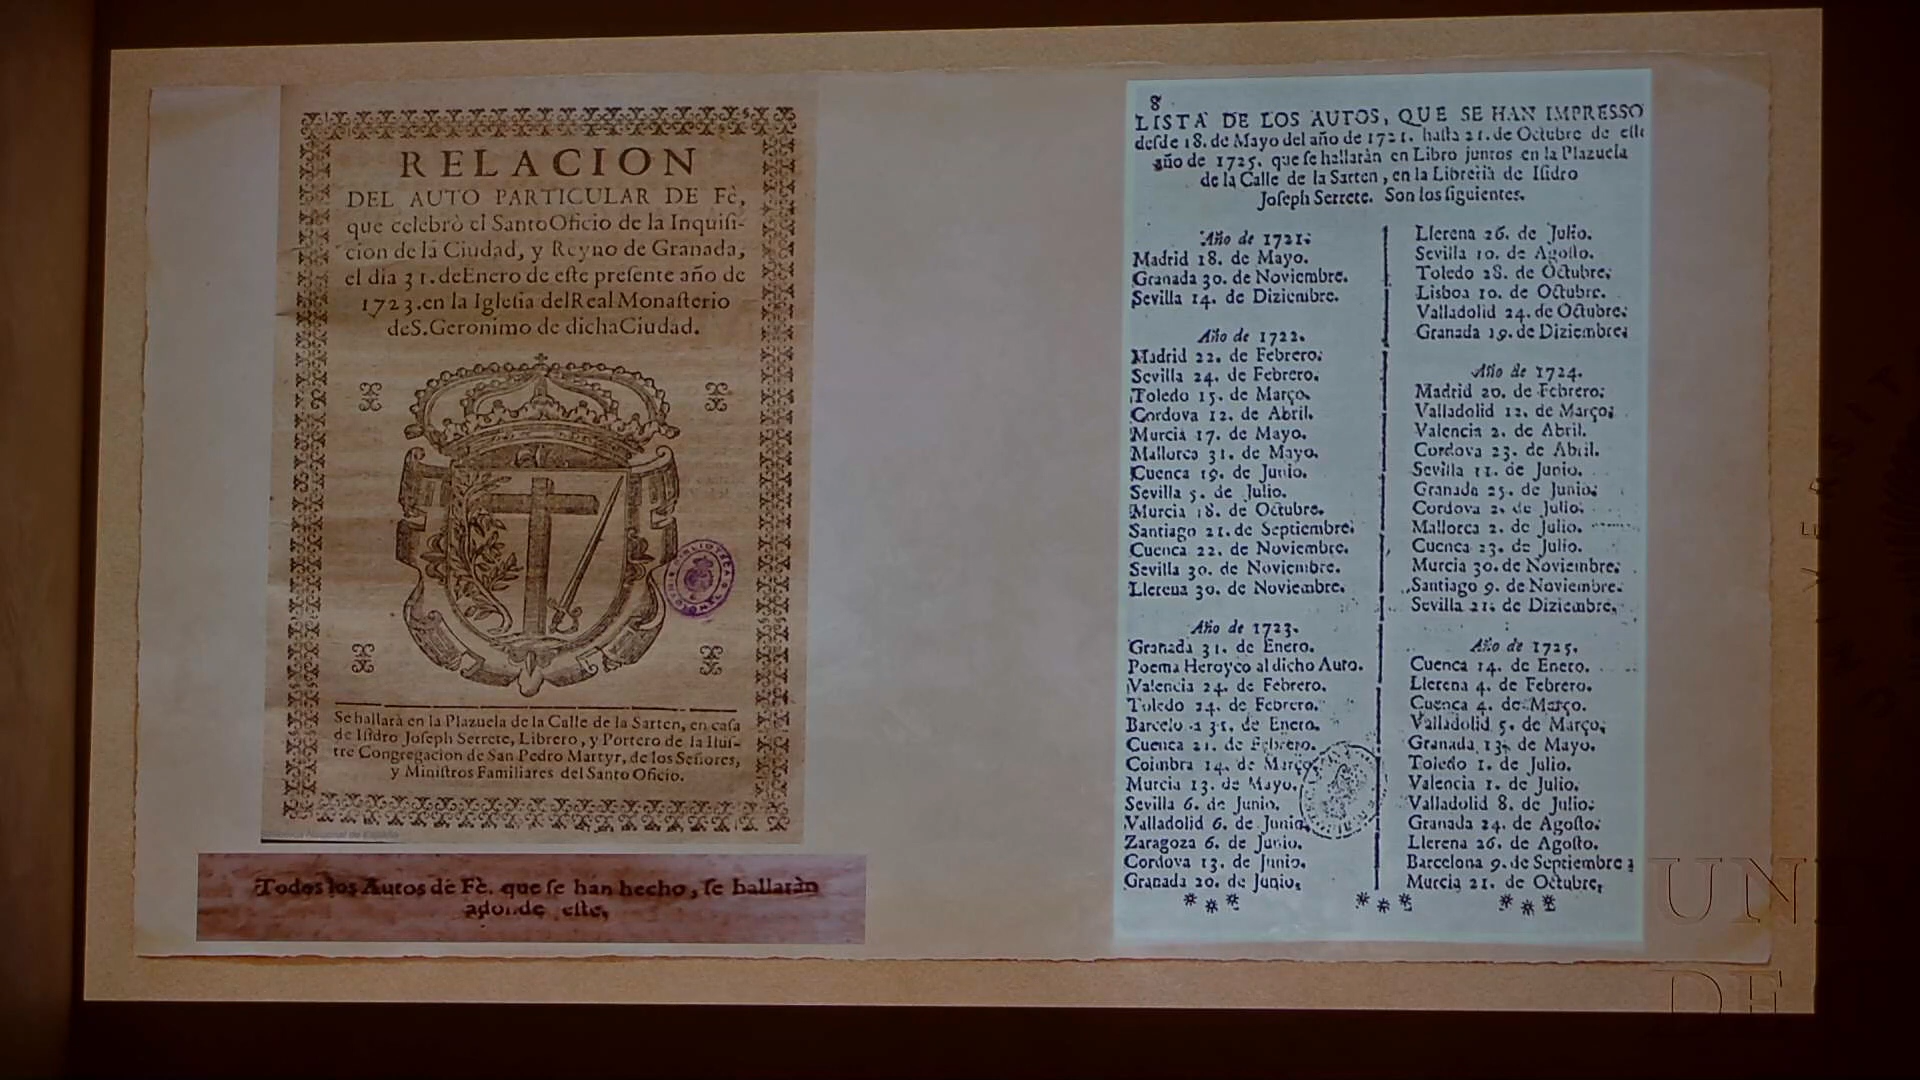 RELACION
DEL AUTO PARTICULAR DE Fè,
que celebrò el Santo Oficio de la Inquiſi-
cion de la Ciudad, y Reyno de Granada,
el dia 31. de Enero de eſte preſente año de
1723. en la Igleſia del Real Monaſterio
de S. Geronimo de dicha Ciudad.
Se hallarà en la Plazuela de la Calle de la Sarten, en caſa
de Iſidro Joſeph Serrete, Librero, y Portero de la Iluſ-
tre Congregacion de San Pedro Martyr, de los Señores,
y Miniſtros Familiares del Santo Oficio.
Todos los Autos de Fè. que ſe han hecho, ſe hallaràn
adonde eſte,
8
LISTA DE LOS AUTOS, QUE SE HAN IMPRESSO
deſde 18. de Mayo del año de 1721. haſta 21. de Octubre de eſte
año de 1725. que ſe hallaràn en Libro juntos en la Plazuela
de la Calle de la Sarten, en la Libreria de Iſidro
Joſeph Serrete. Son los ſiguientes.
Año de 1721.
Madrid 18. de Mayo.
Granada 30. de Noviembre.
Sevilla 14. de Diziembre.
Año de 1722.
Madrid 22. de Febrero.
Sevilla 24. de Febrero.
Toledo 15. de Março.
Cordova 12. de Abril.
Murcia 17. de Mayo.
Mallorca 31. de Mayo.
Cuenca 19. de Junio.
Sevilla 5. de Julio.
Murcia 18. de Octubre.
Santiago 21. de Septiembre.
Cuenca 22. de Noviembre.
Sevilla 30. de Noviembre.
Llerena 30. de Noviembre.
Año de 1723.
Granada 31. de Enero.
Poema Heroyco al dicho Auto.
Valencia 24. de Febrero.
Toledo 24. de Febrero.
31. de Enero.
Cuenca 21. de Febrero.
Coimbra 14. de Março.
Murcia 13. de Mayo.
Sevilla 6. de Junio.
Valladolid 6. de Junio.
Zaragoza 6. de Junio.
Cordova 13. de Junio.
Granada 20. de Junio.
Llerena 26. de Julio.
Sevilla 10. de Agoſto.
Toledo 28. de Octubre.
Lisboa 10. de Octubre.
Valladolid 24. de Octubre.
Granada 19. de Diziembre.
Año de 1724.
Madrid 20. de Febrero.
Valladolid 12. de Março.
Valencia 2. de Abril.
Cordova 23. de Abril.
Sevilla 11. de Junio.
Granada 25. de Junio.
Cordova 2. de Julio.
Mallorca 2. de Julio.
Cuenca 23. de Julio.
Murcia 30. de Noviembre.
Santiago 9. de Noviembre.
Sevilla 21. de Diziembre.
Año de 1725.
Cuenca 14. de Enero.
Llerena 4. de Febrero.
Cuenca 4. de Março.
Valladolid 5. de Março.
Granada 13. de Mayo.
Toledo 1. de Julio.
Valencia 1. de Julio.
Valladolid 8. de Julio.
Granada 24. de Agoſto.
Llerena 26. de Agoſto.
Barcelona 9. de Septiembre.
Murcia 21. de Octubre.
UNI
DE